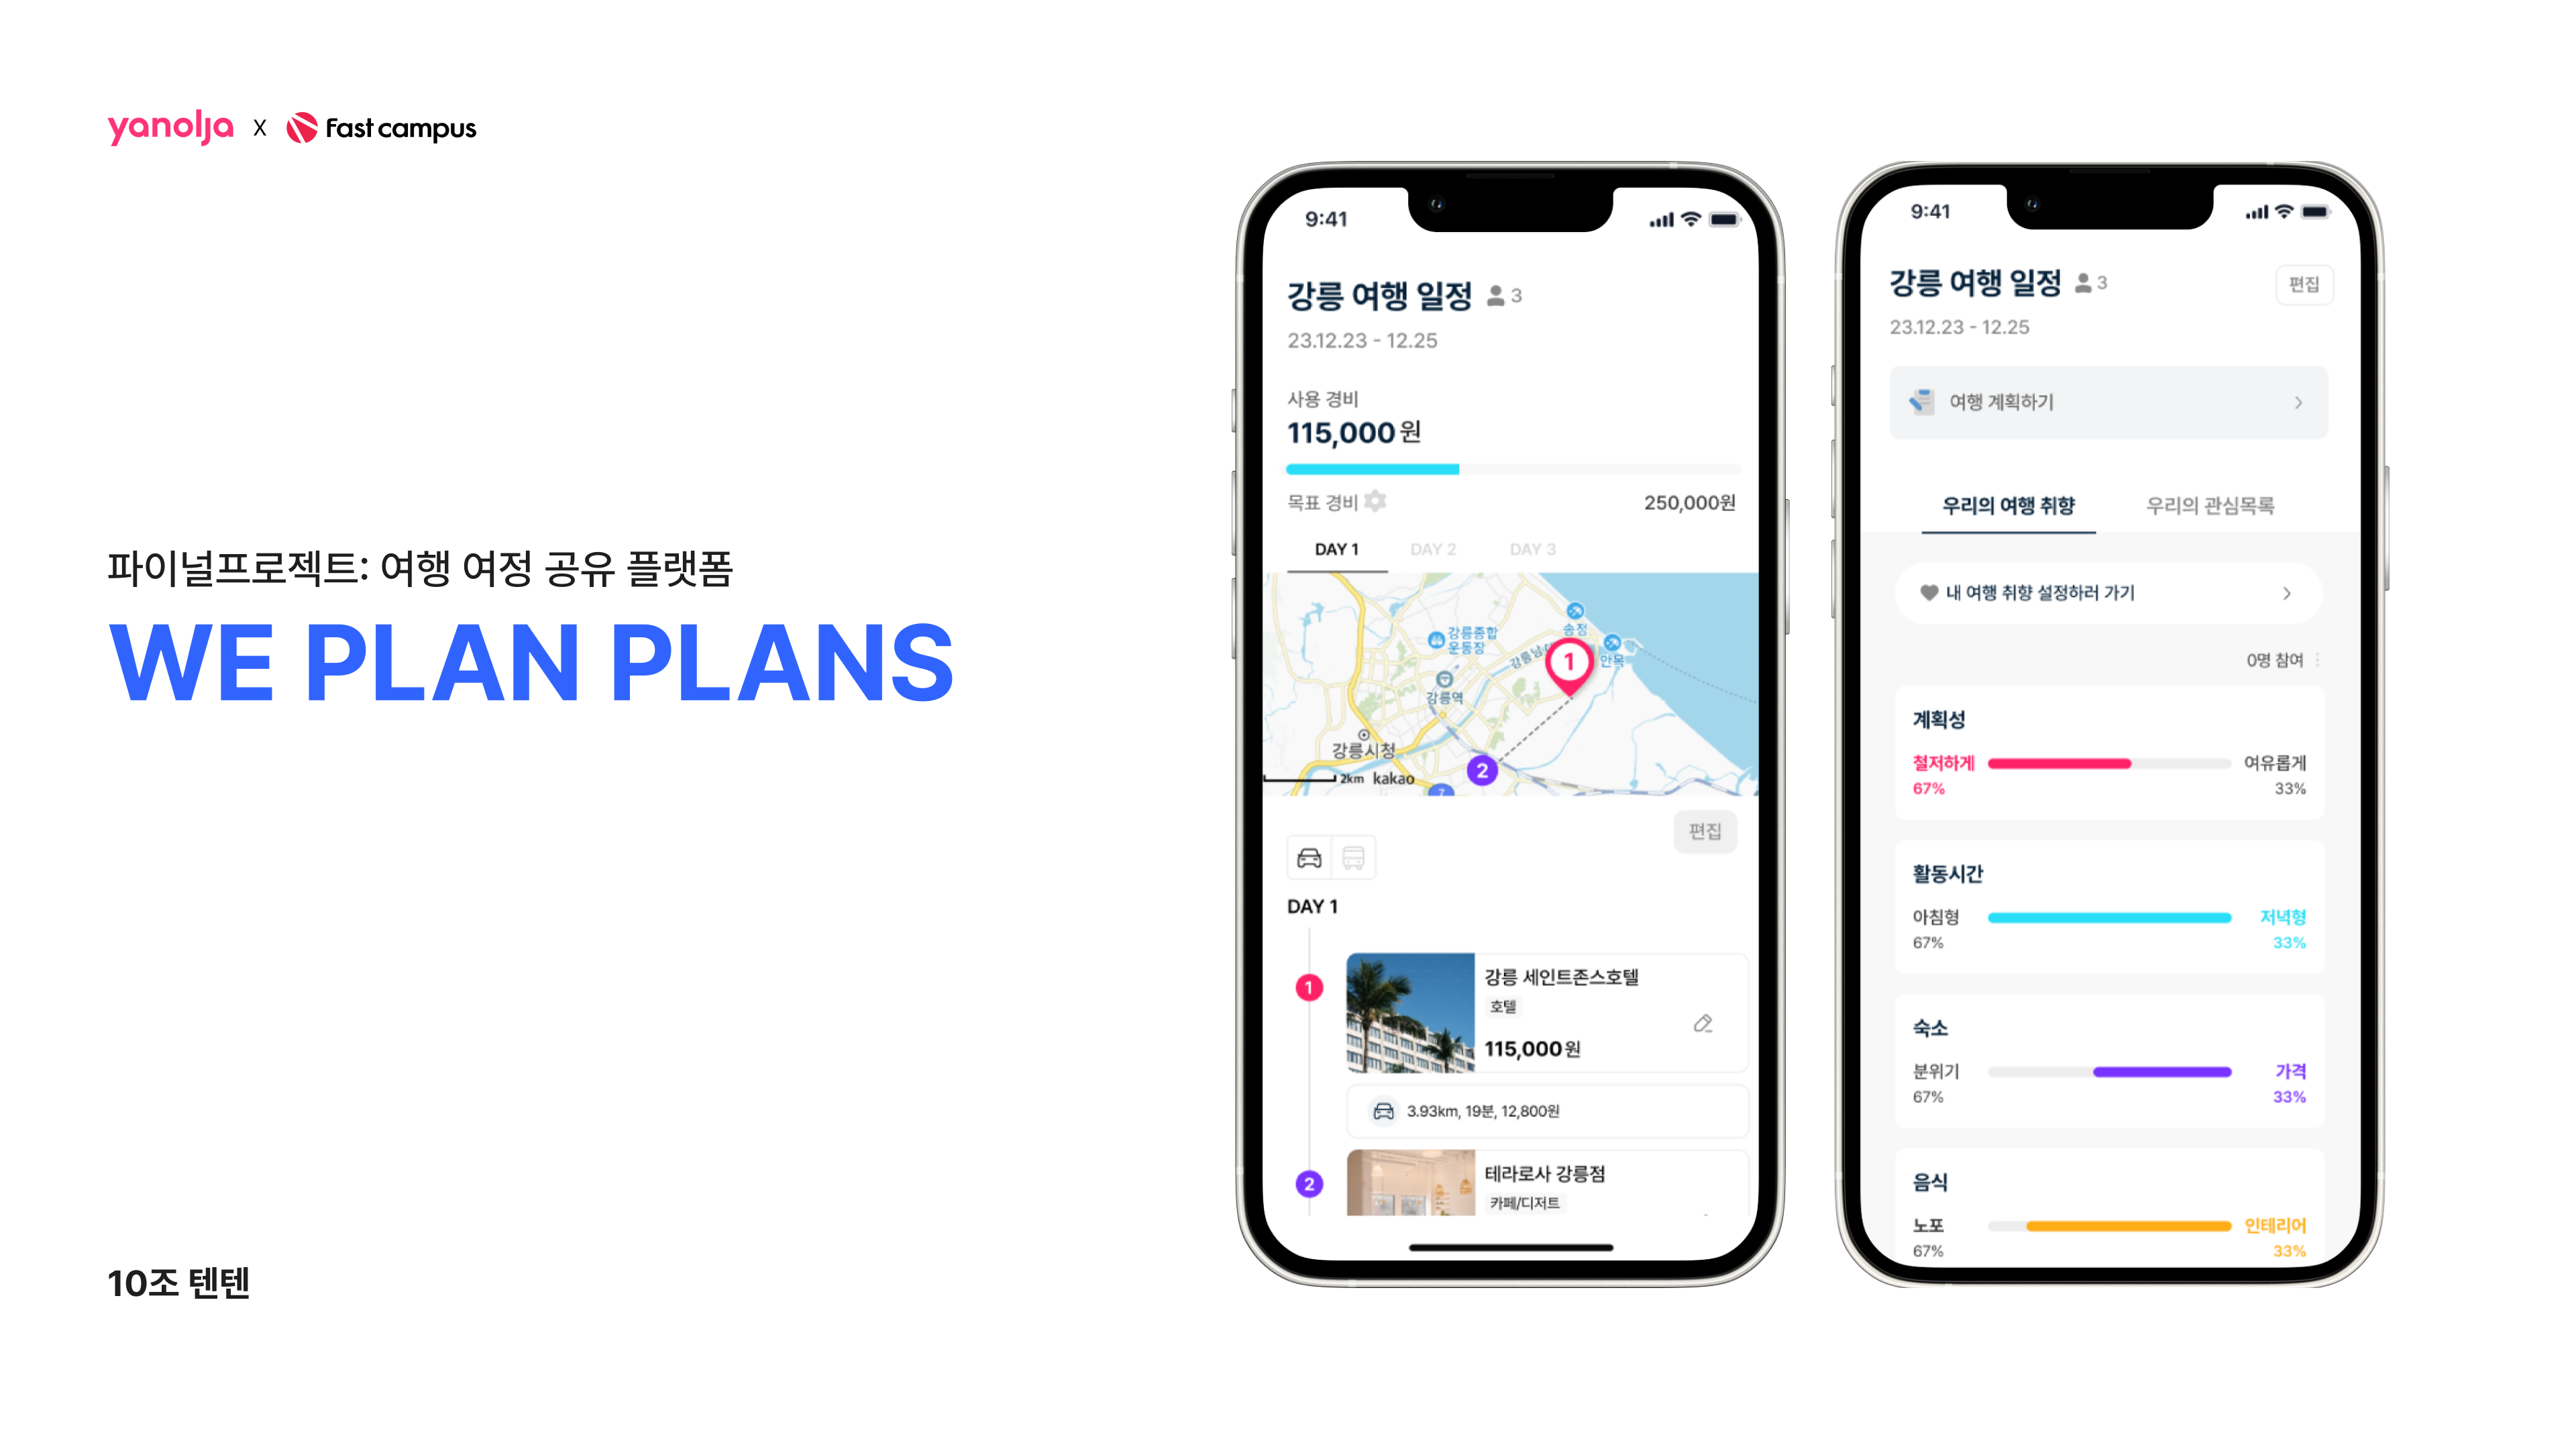 yanolja x Fast campus
파이널프로젝트: 여행 여정 공유 플랫폼
WE PLAN PLANS
10조 텐텐
9:41
강릉 여행 일정 3
23.12.23 - 12.25
사용 경비
115,000원
목표 경비 250,000원
DAY 1 DAY 2 DAY 3
송정
강릉종합
운동장
안목
1
강릉역
강릉시청
2
2km kakao
7
편집
DAY 1
1
강릉 세인트존스호텔
호텔
115,000원
3.93km, 19분, 12,800원
2
테라로사 강릉점
카페/디저트
9:41
강릉 여행 일정 3
편집
23.12.23 - 12.25
여행 계획하기
우리의 여행 취향 우리의 관심목록
내 여행 취향 설정하러 가기
0명 참여
계획성
철저하게 여유롭게
67% 33%
활동시간
아침형 저녁형
67% 33%
숙소
분위기 가격
67% 33%
음식
노포 인테리어
67% 33%